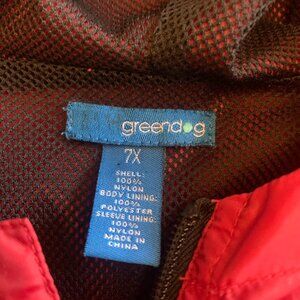 greendog
7X
SHELL:
100%
NYLON
BODY LINING:
100%
POLYESTER
SLEEVE LINING:
100%
NYLON
MADE IN
CHINA